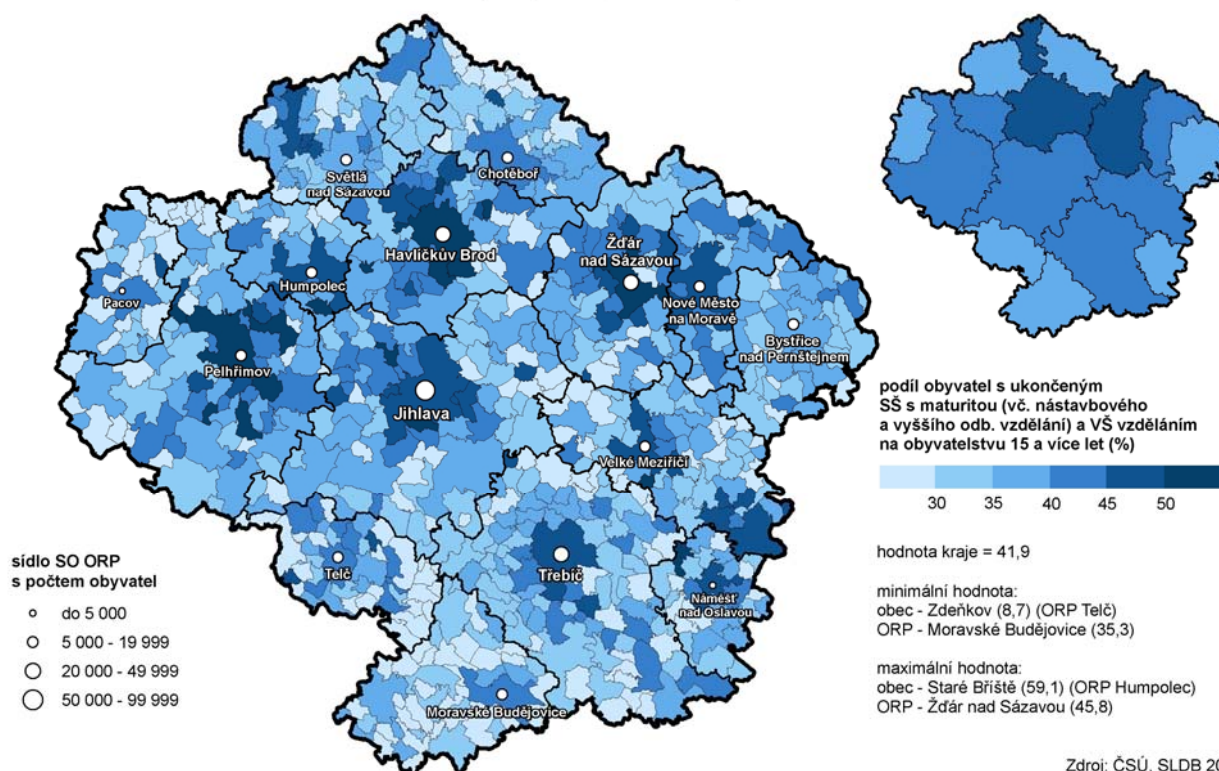 Světlá
nad Sázavou
Chotěboř
Havlíčkův Brod
Žďár
nad Sázavou
Humpolec
Pacov
Nové Město
na Moravě
Bystřice
nad Pernštejnem
Pelhřimov
Jihlava
Velké Meziříčí
Telč
Třebíč
Náměšť
nad Oslavou
Moravské Budějovice
sídlo SO ORP
s počtem obyvatel
do 5 000
5 000 - 19 999
20 000 - 49 999
50 000 - 99 999
podíl obyvatel s ukončeným
SŠ s maturitou (vč. nástavbového
a vyššího odb. vzdělání) a VŠ vzděláním
na obyvatelstvu 15 a více let (%)
30 35 40 45 50
hodnota kraje = 41,9
minimální hodnota:
obec - Zdeňkov (8,7) (ORP Telč)
ORP - Moravské Budějovice (35,3)
maximální hodnota:
obec - Staré Bříště (59,1) (ORP Humpolec)
ORP - Žďár nad Sázavou (45,8)
Zdroj: ČSÚ, SLDB 20